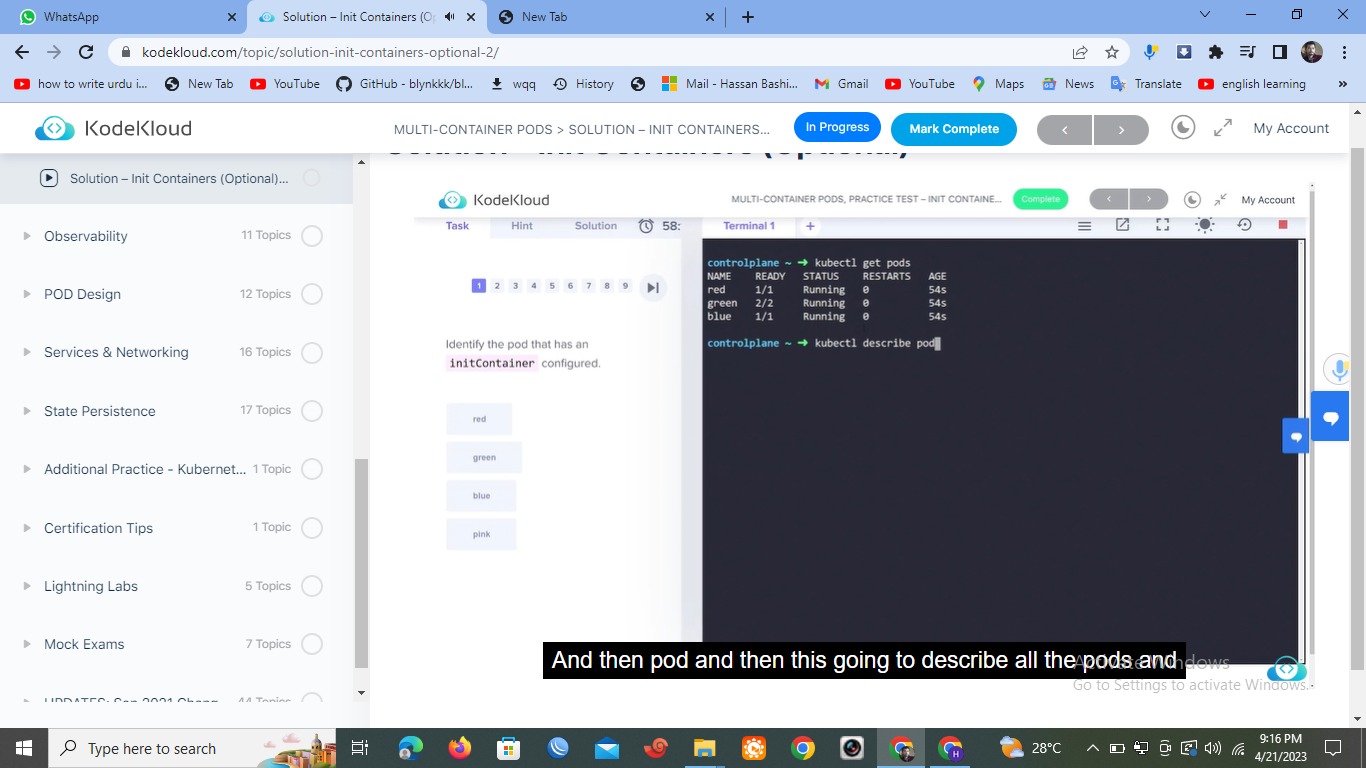 WhatsApp
Solution – Init Containers (O
New Tab
kodekloud.com/topic/solution-init-containers-optional-2/
how to write urdu i...
New Tab
YouTube
GitHub - blynkkk/bl...
wqq
History
Mail - Hassan Bashi...
Gmail
YouTube
Maps
News
Translate
english learning
»
KodeKloud
MULTI-CONTAINER PODS > SOLUTION – INIT CONTAINERS...
In Progress
Mark Complete
My Account
Solution – Init Containers (Optional)
Solution – Init Containers (Optional)...
Observability
11 Topics
POD Design
12 Topics
Services & Networking
16 Topics
State Persistence
17 Topics
Additional Practice - Kubernet...
1 Topic
Certification Tips
1 Topic
Lightning Labs
5 Topics
Mock Exams
7 Topics
KodeKloud
MULTI-CONTAINER PODS, PRACTICE TEST – INIT CONTAINE...
Complete
My Account
Task
Hint
Solution
58:
Terminal 1
+
1 2 3 4 5 6 7 8 9
Identify the pod that has an
initContainer configured.
red
green
blue
pink
controlplane ~ ➜ kubectl get pods
NAME READY STATUS RESTARTS AGE
red 1/1 Running 0 54s
green 2/2 Running 0 54s
blue 1/1 Running 0 54s
controlplane ~ ➜ kubectl describe pod
And then pod and then this going to describe all the pods and
Activate Windows
Go to Settings to activate Windows.
Type here to search
28°C
9:16 PM
4/21/2023